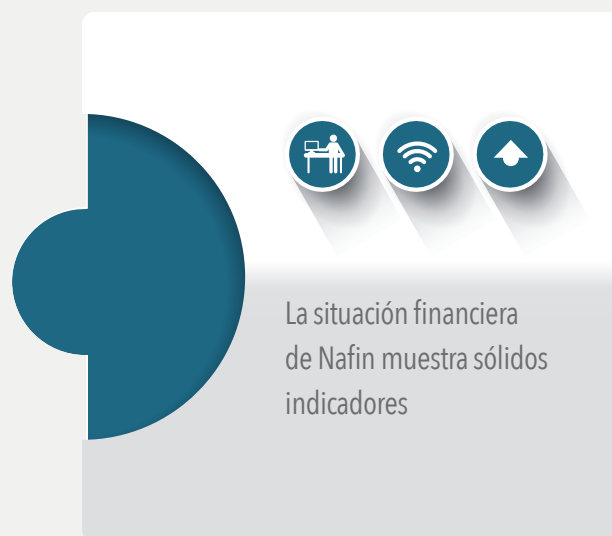 La situación financiera
de Nafin muestra sólidos
indicadores